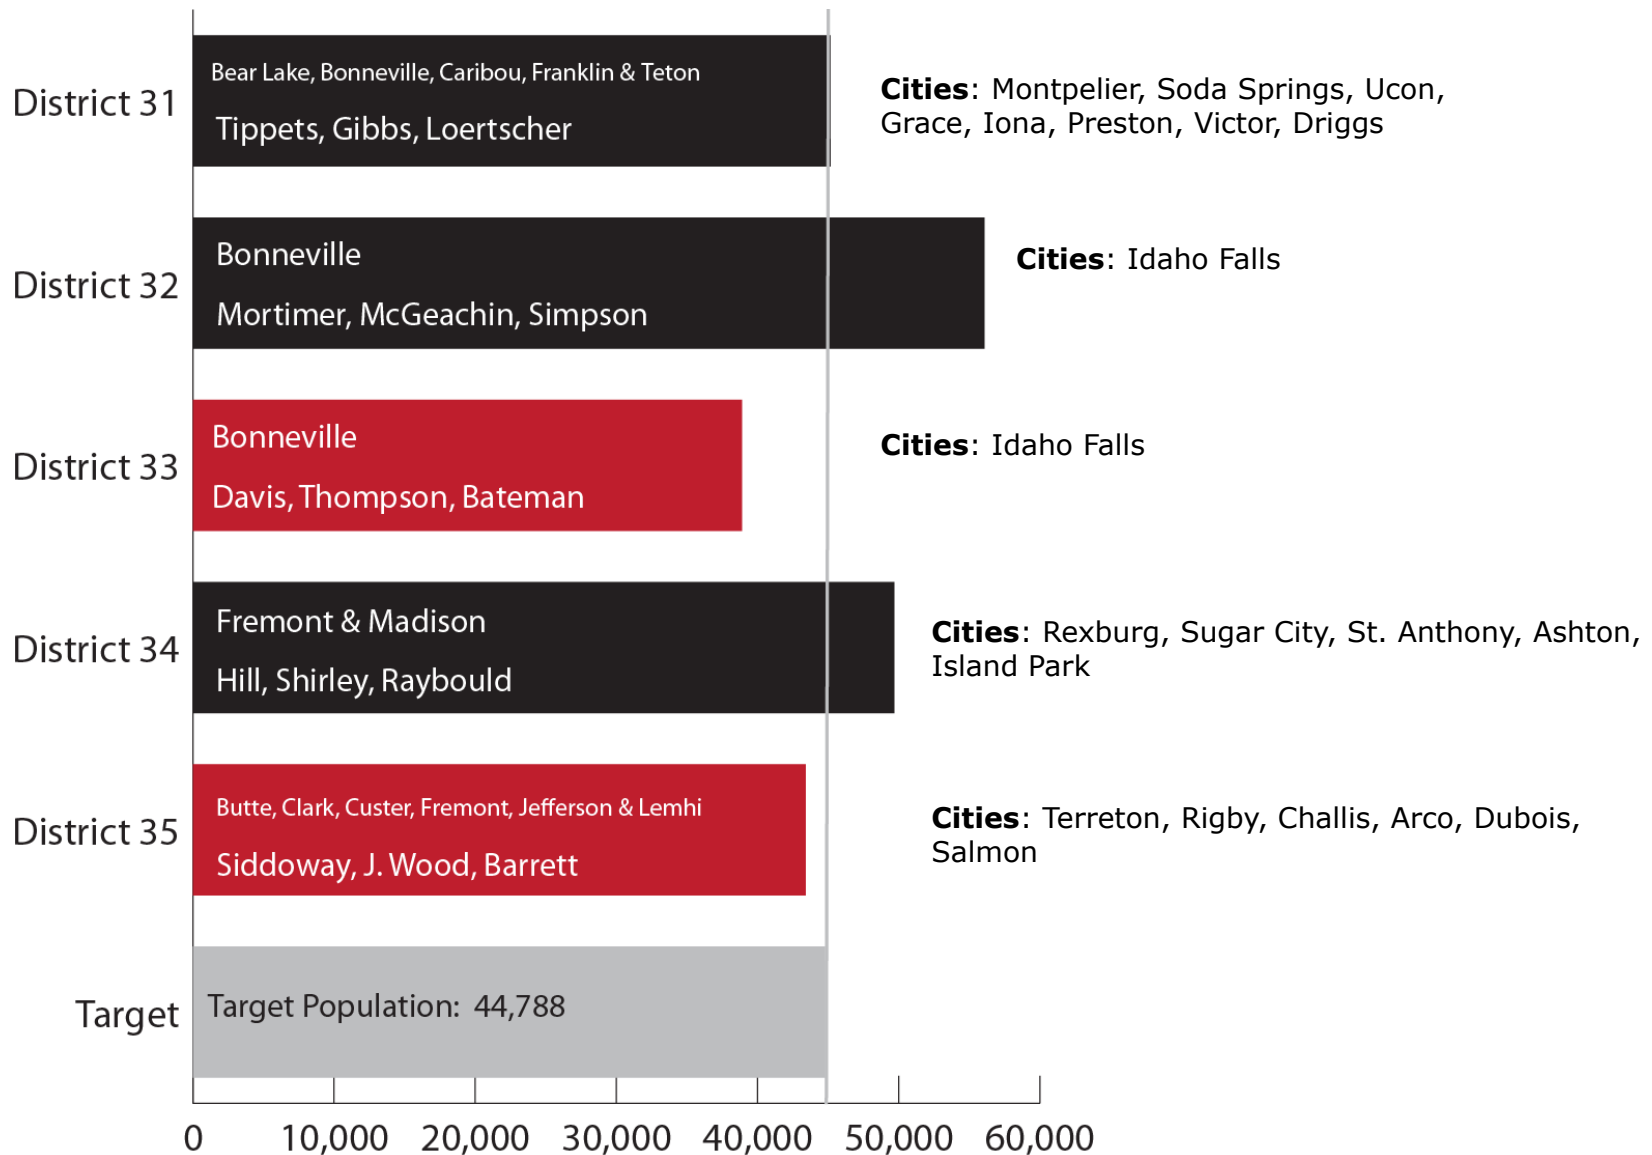 District 31
Bear Lake, Bonneville, Caribou, Franklin & Teton
Tippets, Gibbs, Loertscher
Cities: Montpelier, Soda Springs, Ucon,
Grace, Iona, Preston, Victor, Driggs
District 32
Bonneville
Mortimer, McGeachin, Simpson
Cities: Idaho Falls
District 33
Bonneville
Davis, Thompson, Bateman
Cities: Idaho Falls
District 34
Fremont & Madison
Hill, Shirley, Raybould
Cities: Rexburg, Sugar City, St. Anthony, Ashton,
Island Park
District 35
Butte, Clark, Custer, Fremont, Jefferson & Lemhi
Siddoway, J. Wood, Barrett
Cities: Terreton, Rigby, Challis, Arco, Dubois,
Salmon
Target
Target Population: 44,788
0 10,000 20,000 30,000 40,000 50,000 60,000